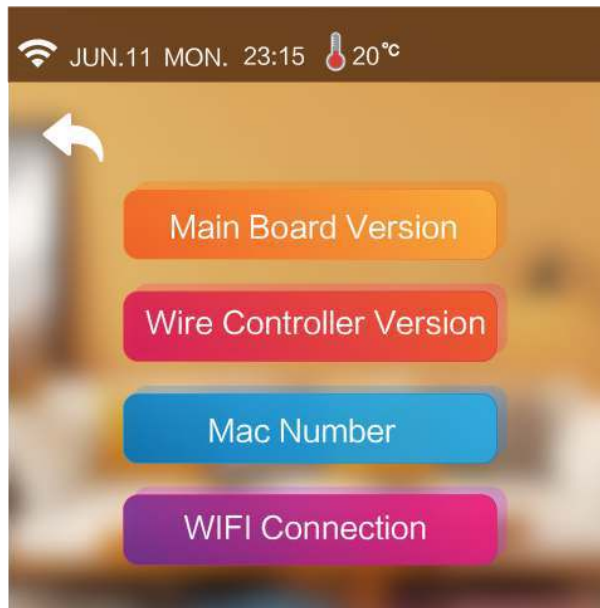 JUN.11 MON. 23:15 20℃
Main Board Version
Wire Controller Version
Mac Number
WIFI Connection